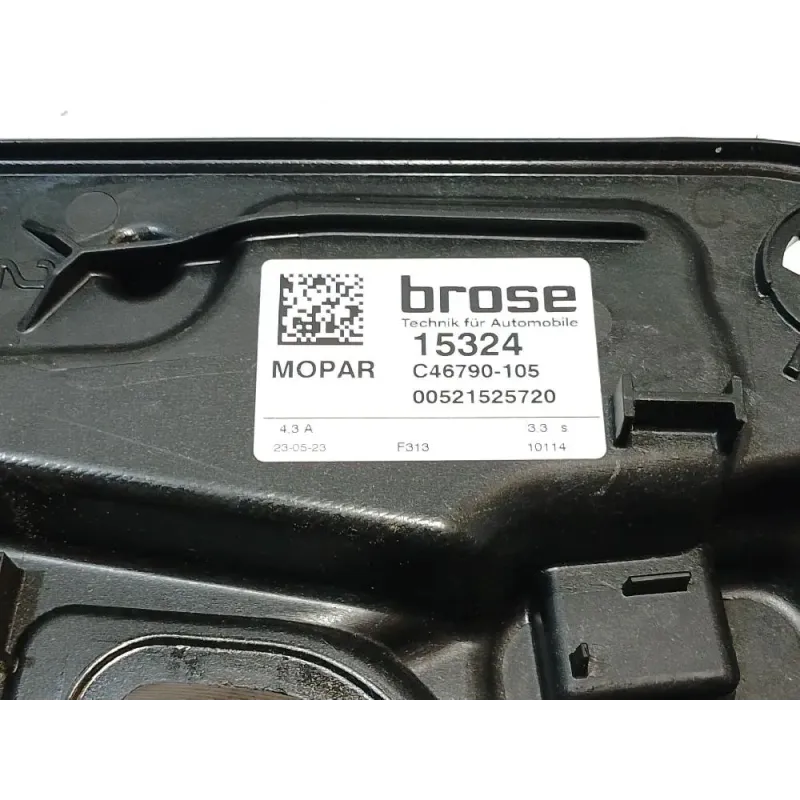 brose
Technik für Automobile
15324
MOPAR C46790-105
00521525720
4.3 A 3.3 s
23-05-23 F313 10114